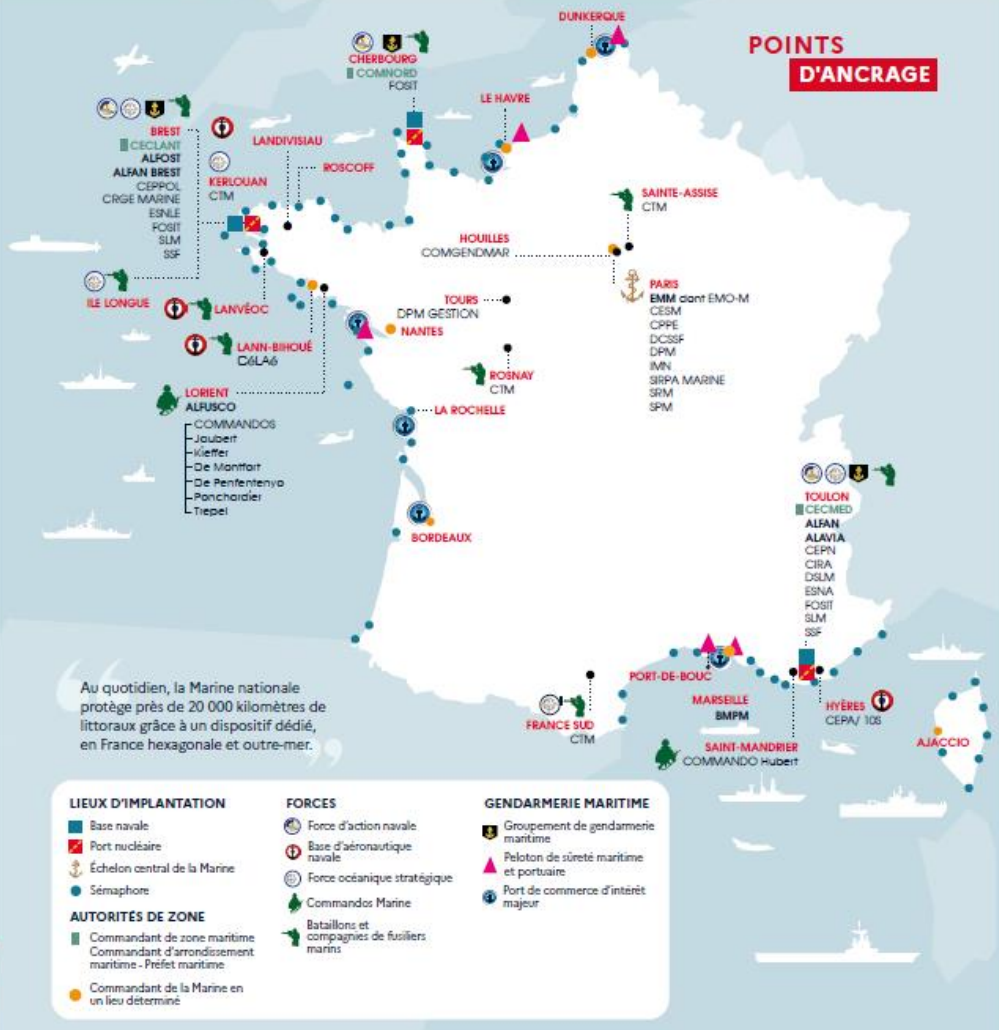 POINTS
D'ANCRAGE
DUNKERQUE
CHERBOURG
COMNORD
FOSIT
LE HAVRE
BREST
CECLANT
ALFOST
ALFAN BREST
CEPPOL
CRGE MARINE
ESNLE
FOSIT
SLM
SSF
KERLOUAN
CTM
LANDIVISIAU
ROSCOFF
SAINTE-ASSISE
CTM
HOUILLES
COMGENDMAR
ILE LONGUE
LANVÉOC
TOURS
DPM GESTION
NANTES
PARIS
EMM dont EMO-M
CESM
CPPE
DCSSF
DPM
IMN
SIRPA MARINE
SRM
SPM
LANN-BIHOUÉ
ROSNAY
CTM
LORIENT
ALFUSCO
COMMANDOS
Jaubert
Kieffer
De Montfort
De Penfentenyo
Ponchardier
Trepel
LA ROCHELLE
BORDEAUX
TOULON
CECMED
ALFAN
ALAVIA
CEPN
CIRA
DSLM
ESNA
FOSIT
SLM
SSF
PORT-DE-BOUC
MARSEILLE
BMPM
HYÈRES
CEPA/ 10S
FRANCE SUD
CTM
SAINT-MANDRIER
COMMANDO Hubert
AJACCIO
Au quotidien, la Marine nationale
protège près de 20 000 kilomètres de
littoraux grâce à un dispositif dédié,
en France hexagonale et outre-mer.
LIEUX D'IMPLANTATION
Base navale
Port nucléaire
Échelon central de la Marine
Sémaphore
AUTORITÉS DE ZONE
Commandant de zone maritime
Commandant d'arrondissement
maritime - Préfet maritime
Commandant de la Marine en
un lieu déterminé
FORCES
Force d'action navale
Base d'aéronautique
navale
Force océanique stratégique
Commandos Marine
Bataillons et
compagnies de fusiliers
marins
GENDARMERIE MARITIME
Groupement de gendarmerie
maritime
Peloton de sûreté maritime
et portuaire
Port de commerce d'intérêt
majeur